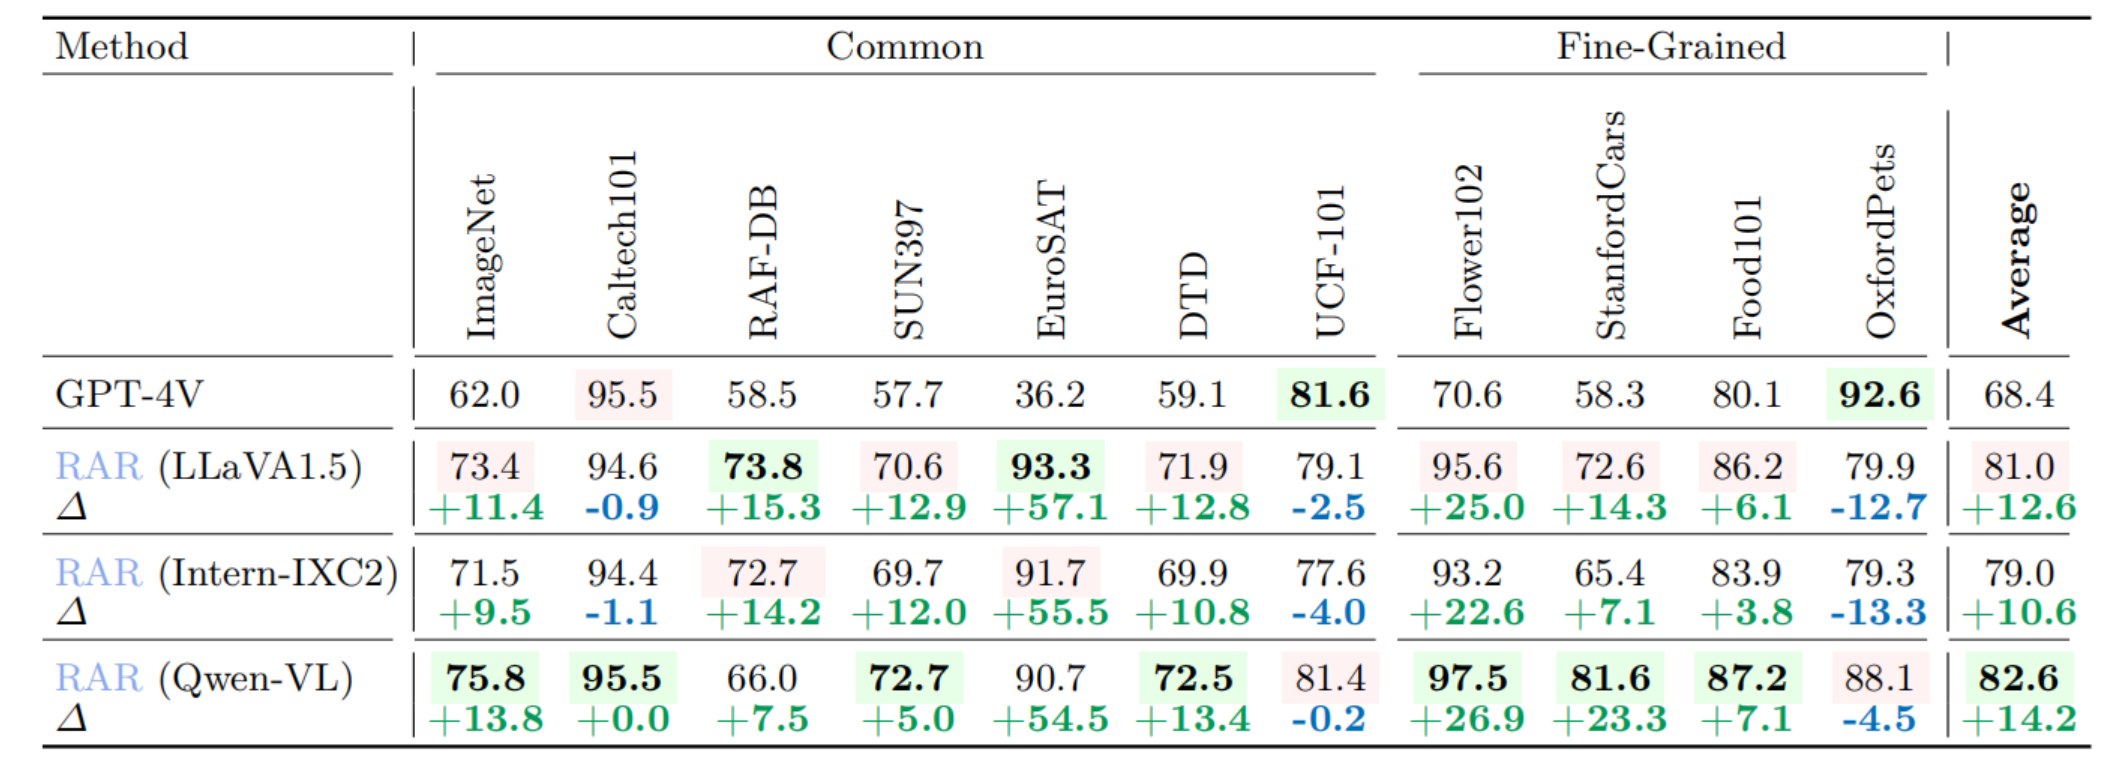 Method Common Fine-Grained
ImageNet Caltech101 RAF-DB SUN397 EuroSAT DTD UCF-101 Flower102 StanfordCars Food101 OxfordPets Average
GPT-4V 62.0 95.5 58.5 57.7 36.2 59.1 81.6 70.6 58.3 80.1 92.6 68.4
RAR (LLaVA1.5) 73.4 94.6 73.8 70.6 93.3 71.9 79.1 95.6 72.6 86.2 79.9 81.0
Δ +11.4 -0.9 +15.3 +12.9 +57.1 +12.8 -2.5 +25.0 +14.3 +6.1 -12.7 +12.6
RAR (Intern-IXC2) 71.5 94.4 72.7 69.7 91.7 69.9 77.6 93.2 65.4 83.9 79.3 79.0
Δ +9.5 -1.1 +14.2 +12.0 +55.5 +10.8 -4.0 +22.6 +7.1 +3.8 -13.3 +10.6
RAR (Qwen-VL) 75.8 95.5 66.0 72.7 90.7 72.5 81.4 97.5 81.6 87.2 88.1 82.6
Δ +13.8 +0.0 +7.5 +5.0 +54.5 +13.4 -0.2 +26.9 +23.3 +7.1 -4.5 +14.2